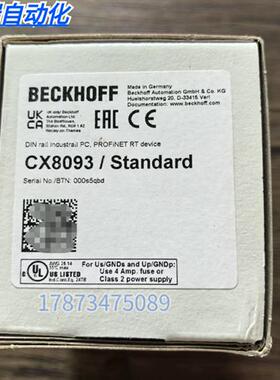 自动化
BECKHOFF
Made in Germany
Beckhoff Automation GmbH & Co. KG
Huelshorstweg 20, D-33415 Verl
UK CA
DIN rail Industrail PC, PROFINET RT device
CX8093 / Standard
Serial No./BTN: 000s5qbd
C UL US LISTED
For Us/GNDs and Up/GNDp:
Use 4 Amp. fuse or
Class 2 power supply
17873475089